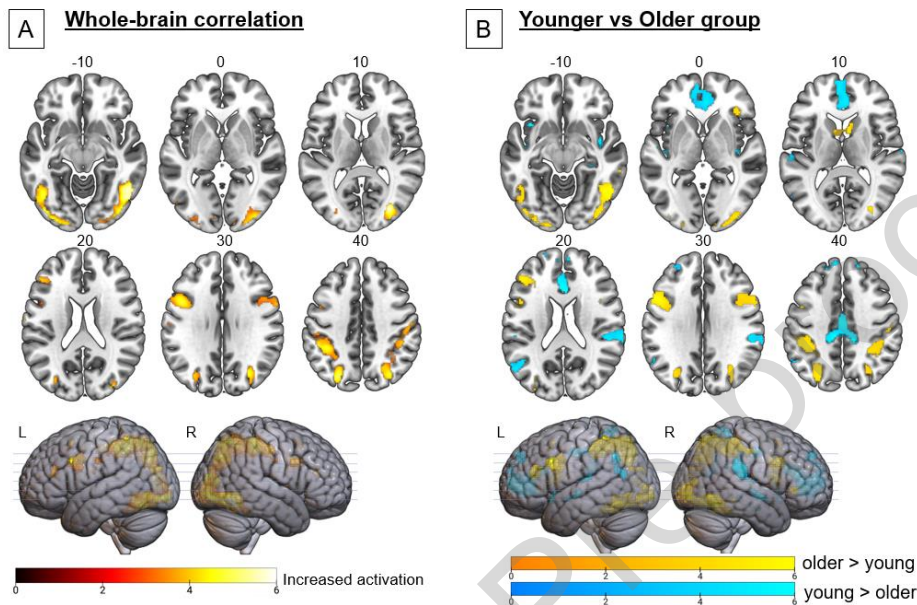 A Whole-brain correlation
-10 0 10
20 30 40
L R
0 2 4 6 Increased activation
B Younger vs Older group
-10 0 10
20 30 40
L R
0 2 4 6 older > young
0 2 4 6 young > older